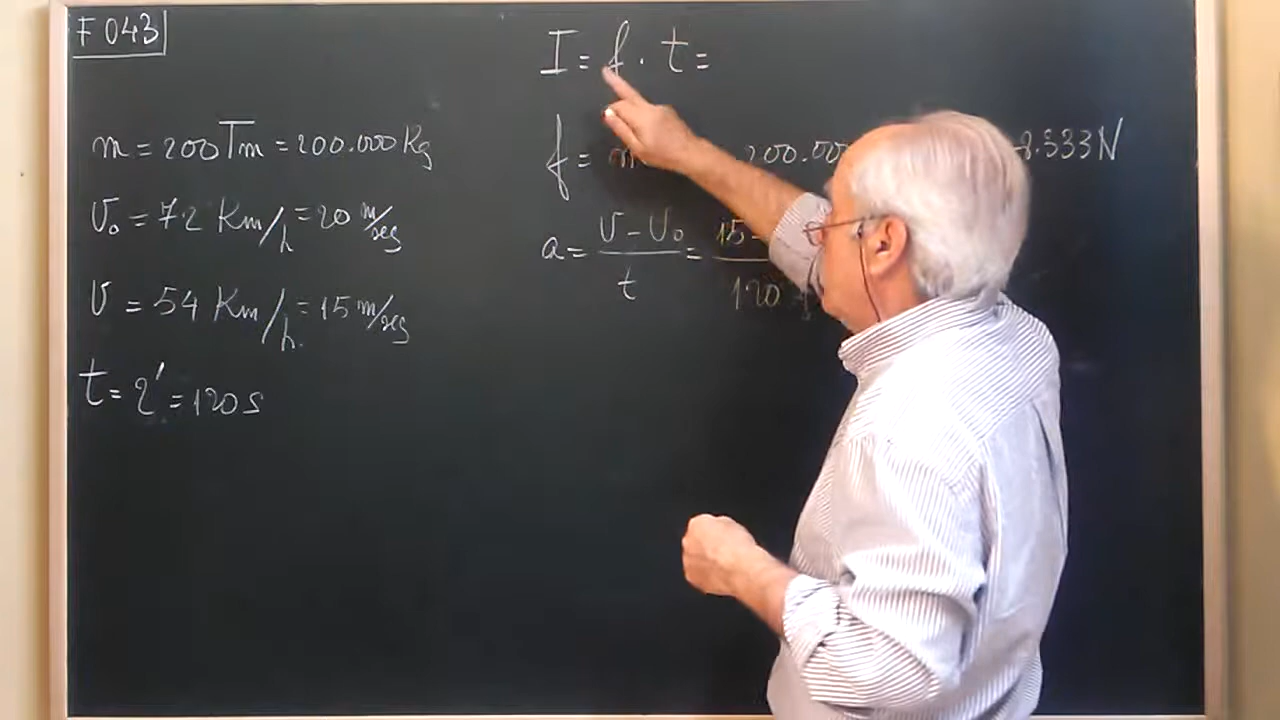 F 043
I = f · t =
m = 200 Tm = 200.000 Kg
f = m 200.000 8.333 N
V₀ = 72 Km/h = 20 m/seg
a = V - V₀ / t = 15 - / 120
V = 54 Km/h = 15 m/seg
t = 2' = 120 s